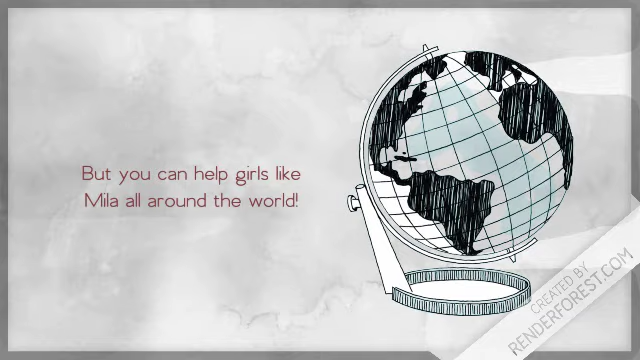 But you can help girls like
Mila all around the world!
CREATED BY
RENDERFOREST.COM